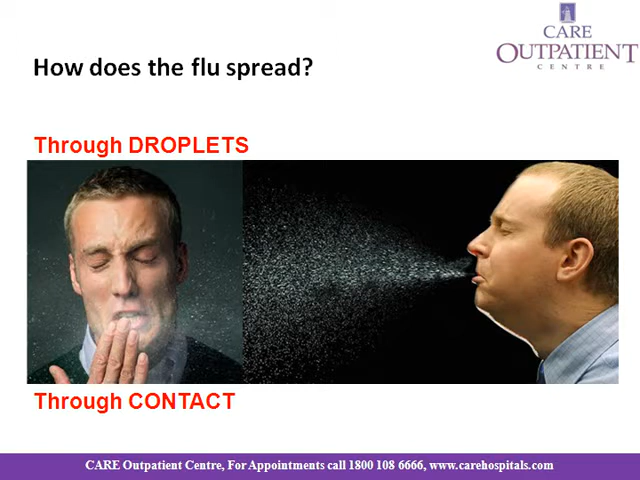 CARE
OUTPATIENT
CENTRE
How does the flu spread?
Through DROPLETS
Through CONTACT
CARE Outpatient Centre, For Appointments call 1800 108 6666, www.carehospitals.com